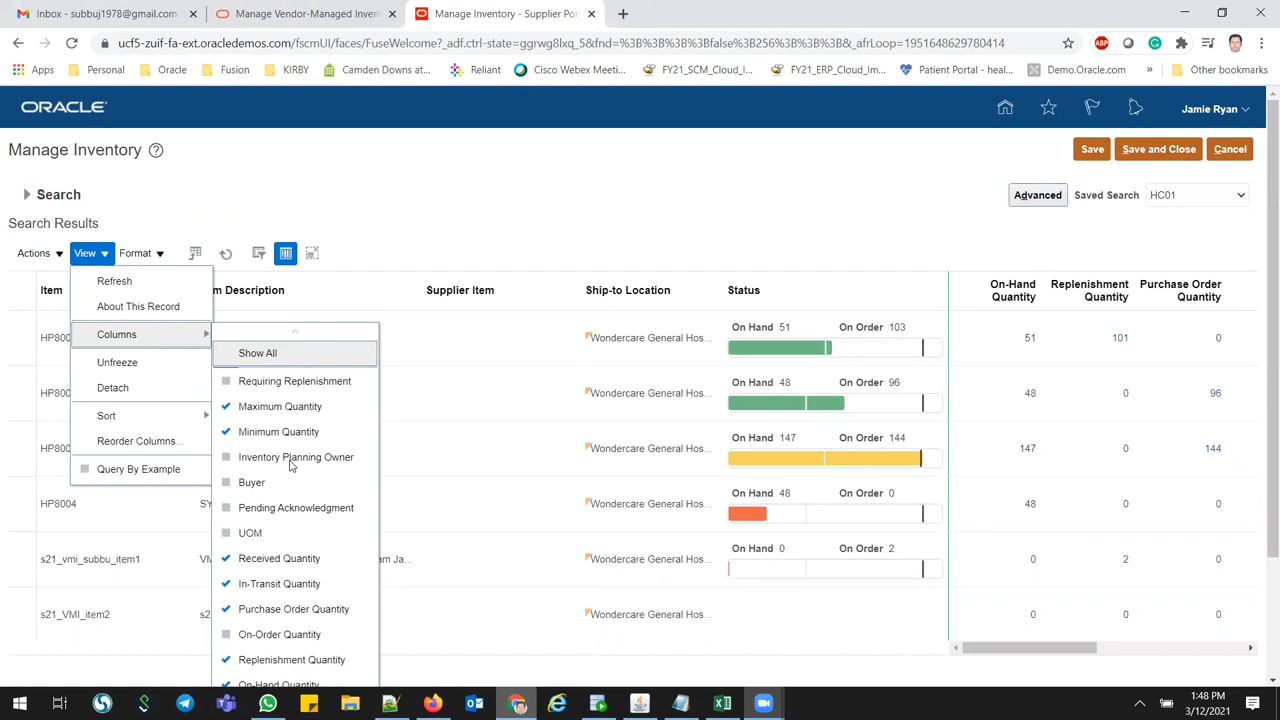 Inbox - subbuj1978@gmail.com
Manage Vendor-Managed Invent
Manage Inventory - Supplier Por
ucf5-zuif-fa-ext.oracledemos.com/fscmUI/faces/FuseWelcome?_adf.ctrl-state=ggrwg8lxq_5&fnd=%3B%3B%3B%3Bfalse%3B256%3B%3B%3B&_afrLoop=1951648629780414
ABP
Apps Personal Oracle Fusion KIRBY Camden Downs at... Reliant Cisco Webex Meeti... FY21_SCM_Cloud_I... FY21_ERP_Cloud_Im... Patient Portal - heal... Demo.Oracle.com » Other bookmarks
ORACLE Jamie Ryan
Manage Inventory ? Save Save and Close Cancel
Search Advanced Saved Search HC01
Search Results
Actions View Format
Item m Description Supplier Item Ship-to Location Status On-Hand Quantity Replenishment Quantity Purchase Order Quantity
Refresh
About This Record
Columns
Unfreeze
Detach
Sort
Reorder Columns...
Query By Example
Show All
Requiring Replenishment
Maximum Quantity
Minimum Quantity
Inventory Planning Owner
Buyer
Pending Acknowledgment
UOM
Received Quantity
In-Transit Quantity
Purchase Order Quantity
On-Order Quantity
Replenishment Quantity
On-Hand Quantity
HP800 Wondercare General Hos... On Hand 51 On Order 103 51 101 0
HP800 Wondercare General Hos... On Hand 48 On Order 96 48 0 96
HP800 Wondercare General Hos... On Hand 147 On Order 144 147 0 144
HP8004 SY Wondercare General Hos... On Hand 48 On Order 0 48 0 0
s21_vmi_subbu_item1 VM am Ja... Wondercare General Hos... On Hand 0 On Order 2 0 2 0
s21_VMI_item2 s2 Wondercare General Hos... 0 0 0
1:48 PM
3/12/2021